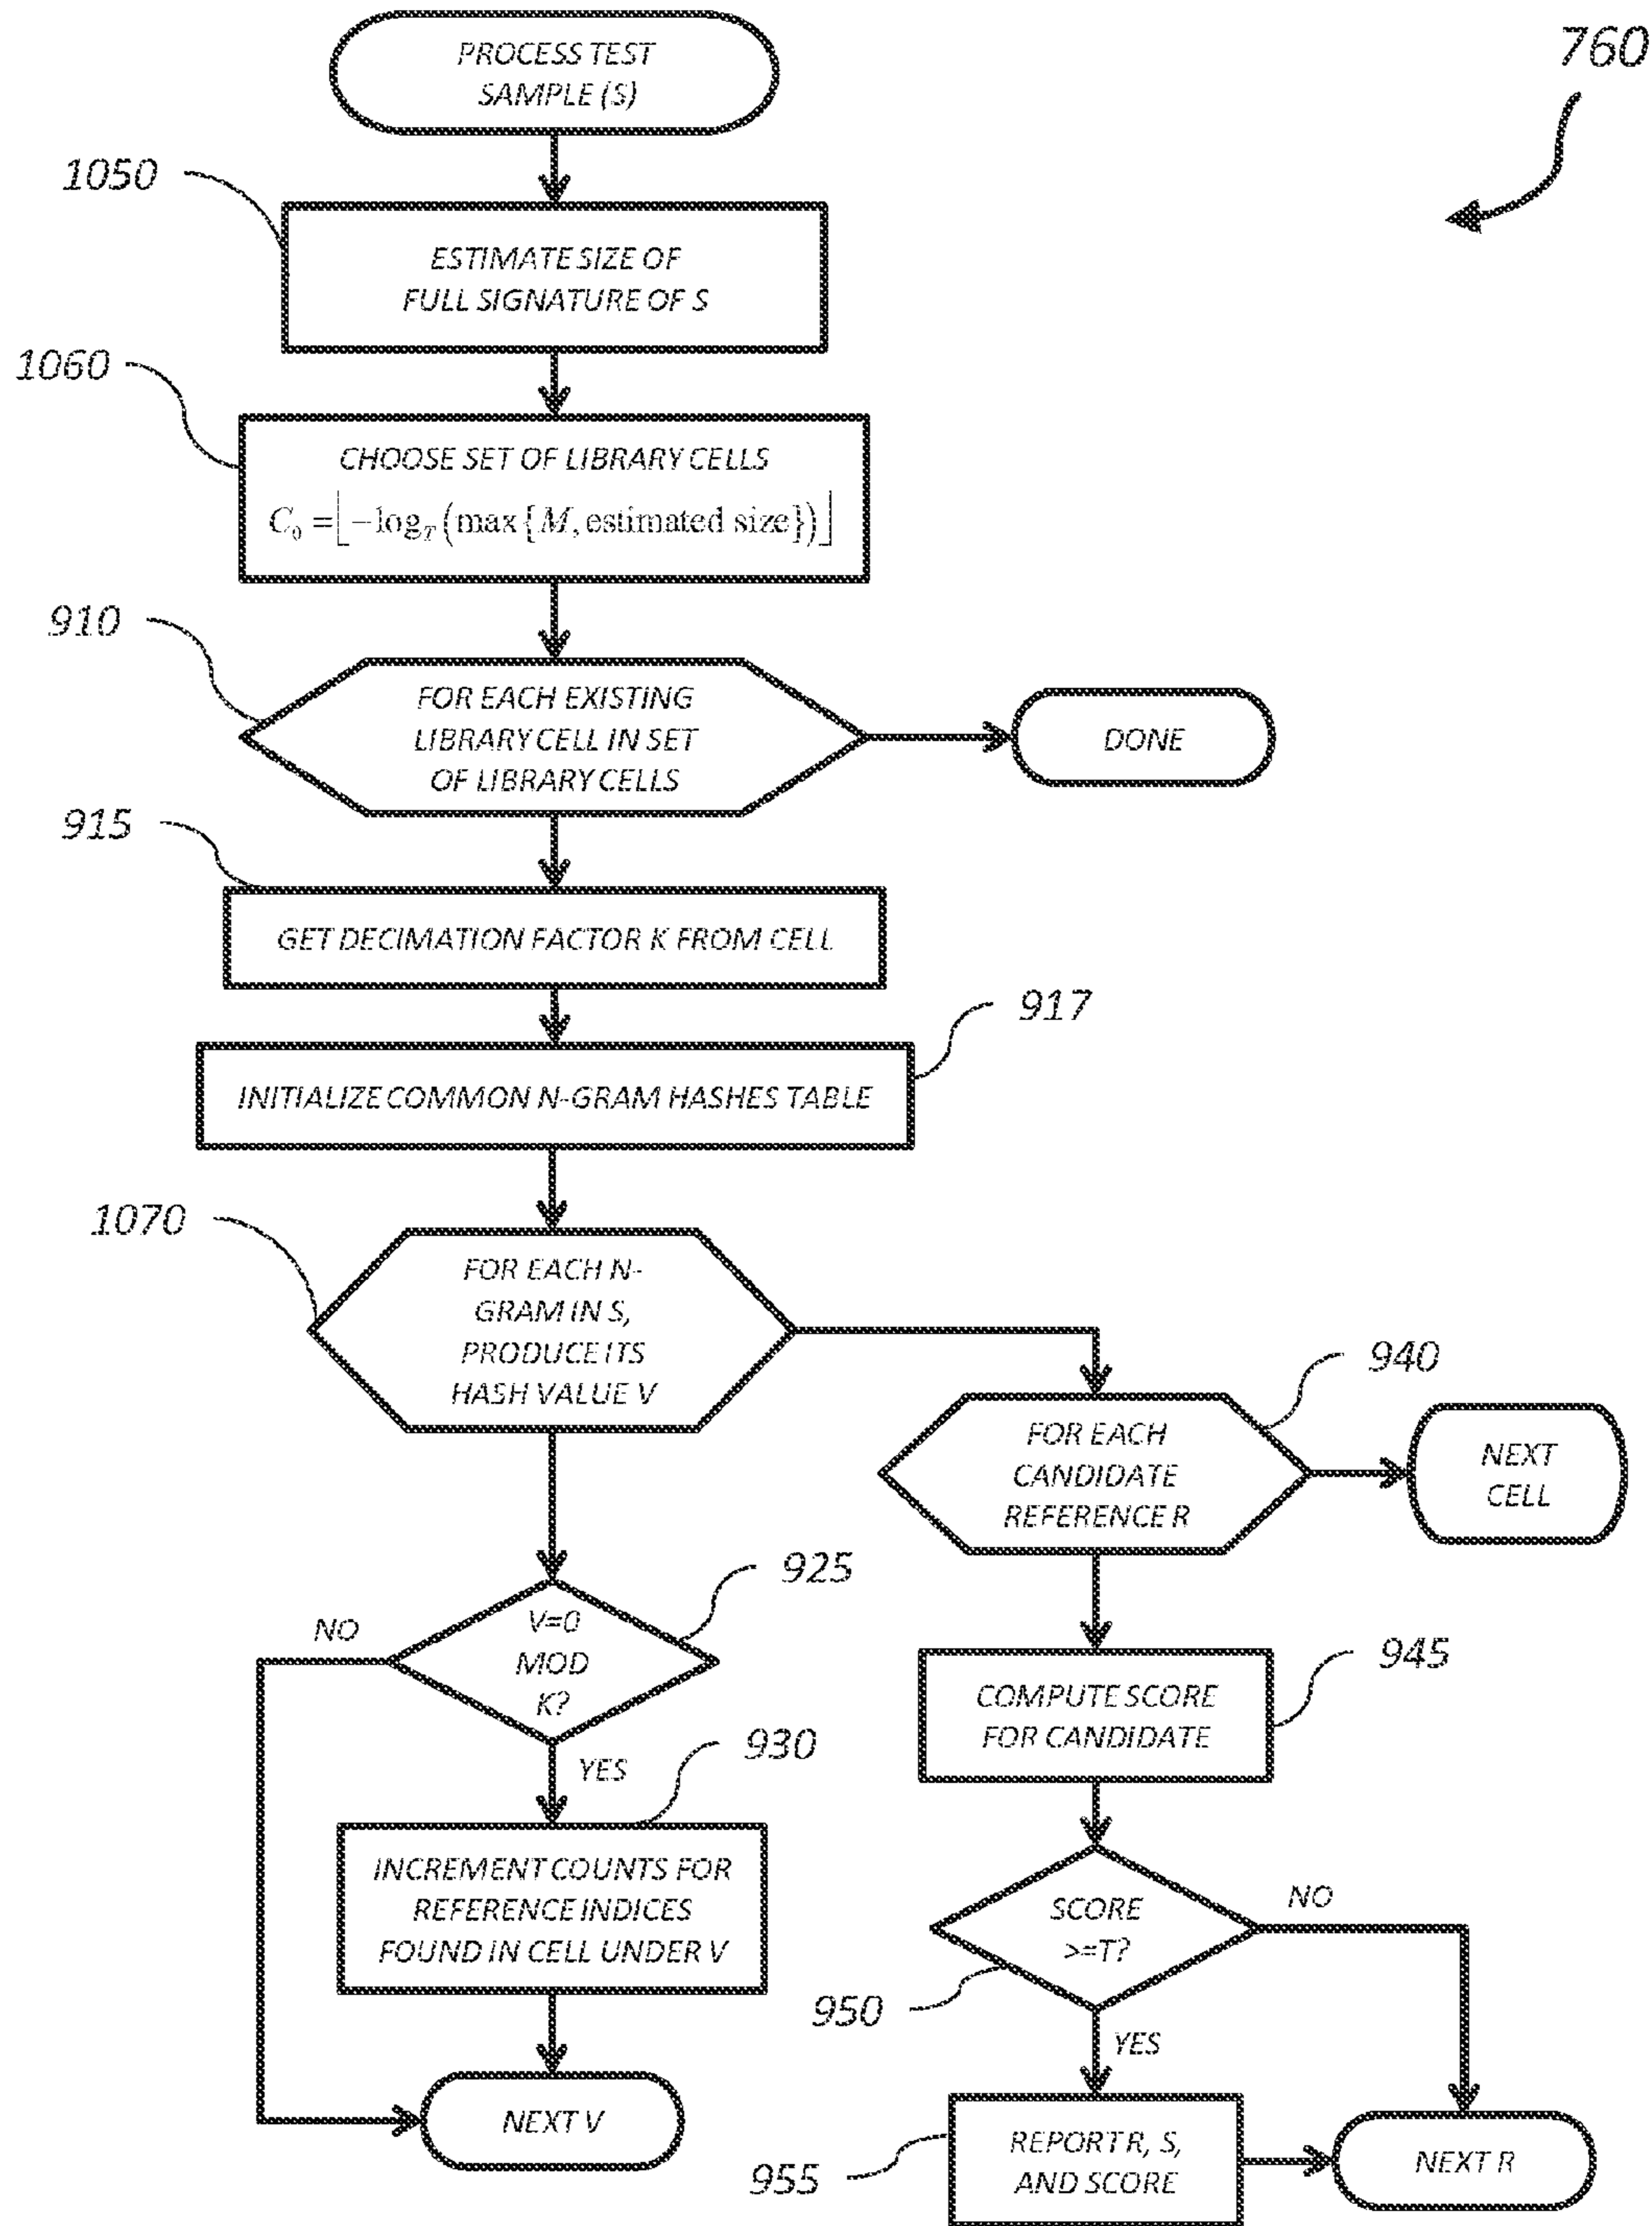 760
PROCESS TEST
SAMPLE (S)
1050
ESTIMATE SIZE OF
FULL SIGNATURE OF S
1060
CHOOSE SET OF LIBRARY CELLS
C₀ = ⌊−log_T (max {M, estimated size})⌋
910
FOR EACH EXISTING
LIBRARY CELL IN SET
OF LIBRARY CELLS
DONE
915
GET DECIMATION FACTOR K FROM CELL
917
INITIALIZE COMMON N-GRAM HASHES TABLE
1070
FOR EACH N-
GRAM IN S,
PRODUCE ITS
HASH VALUE V
940
FOR EACH
CANDIDATE
REFERENCE R
NEXT
CELL
925
V=0
MOD
K?
NO
YES
930
INCREMENT COUNTS FOR
REFERENCE INDICES
FOUND IN CELL UNDER V
NEXT V
945
COMPUTE SCORE
FOR CANDIDATE
SCORE
>=T?
NO
950
YES
955
REPORT R, S,
AND SCORE
NEXT R